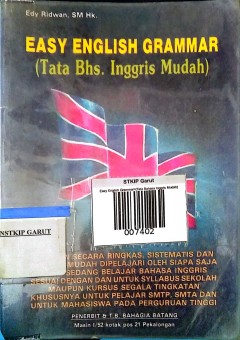 Edy Ridwan, SM Hk.
EASY ENGLISH GRAMMAR
(Tata Bhs. Inggris Mudah)
STKIP Garut
007402
INSTKIP GARUT
SECARA RINGKAS, SISTEMATIS DAN
MUDAH DIPELAJARI OLEH SIAPA SAJA
SEDANG BELAJAR BAHASA INGGRIS
SESUAI DENGAN DAN UNTUK SYLLABUS SEKOLAH
MAUPUN KURSUS SEGALA TINGKATAN
KHUSUSNYA UNTUK PELAJAR SMTP, SMTA DAN
UNTUK MAHASISWA PADA PERGURUAN TINGGI
PENERBIT & T.B. BAHAGIA BATANG
Masin 1/52 kotak pos 21 Pekalongan